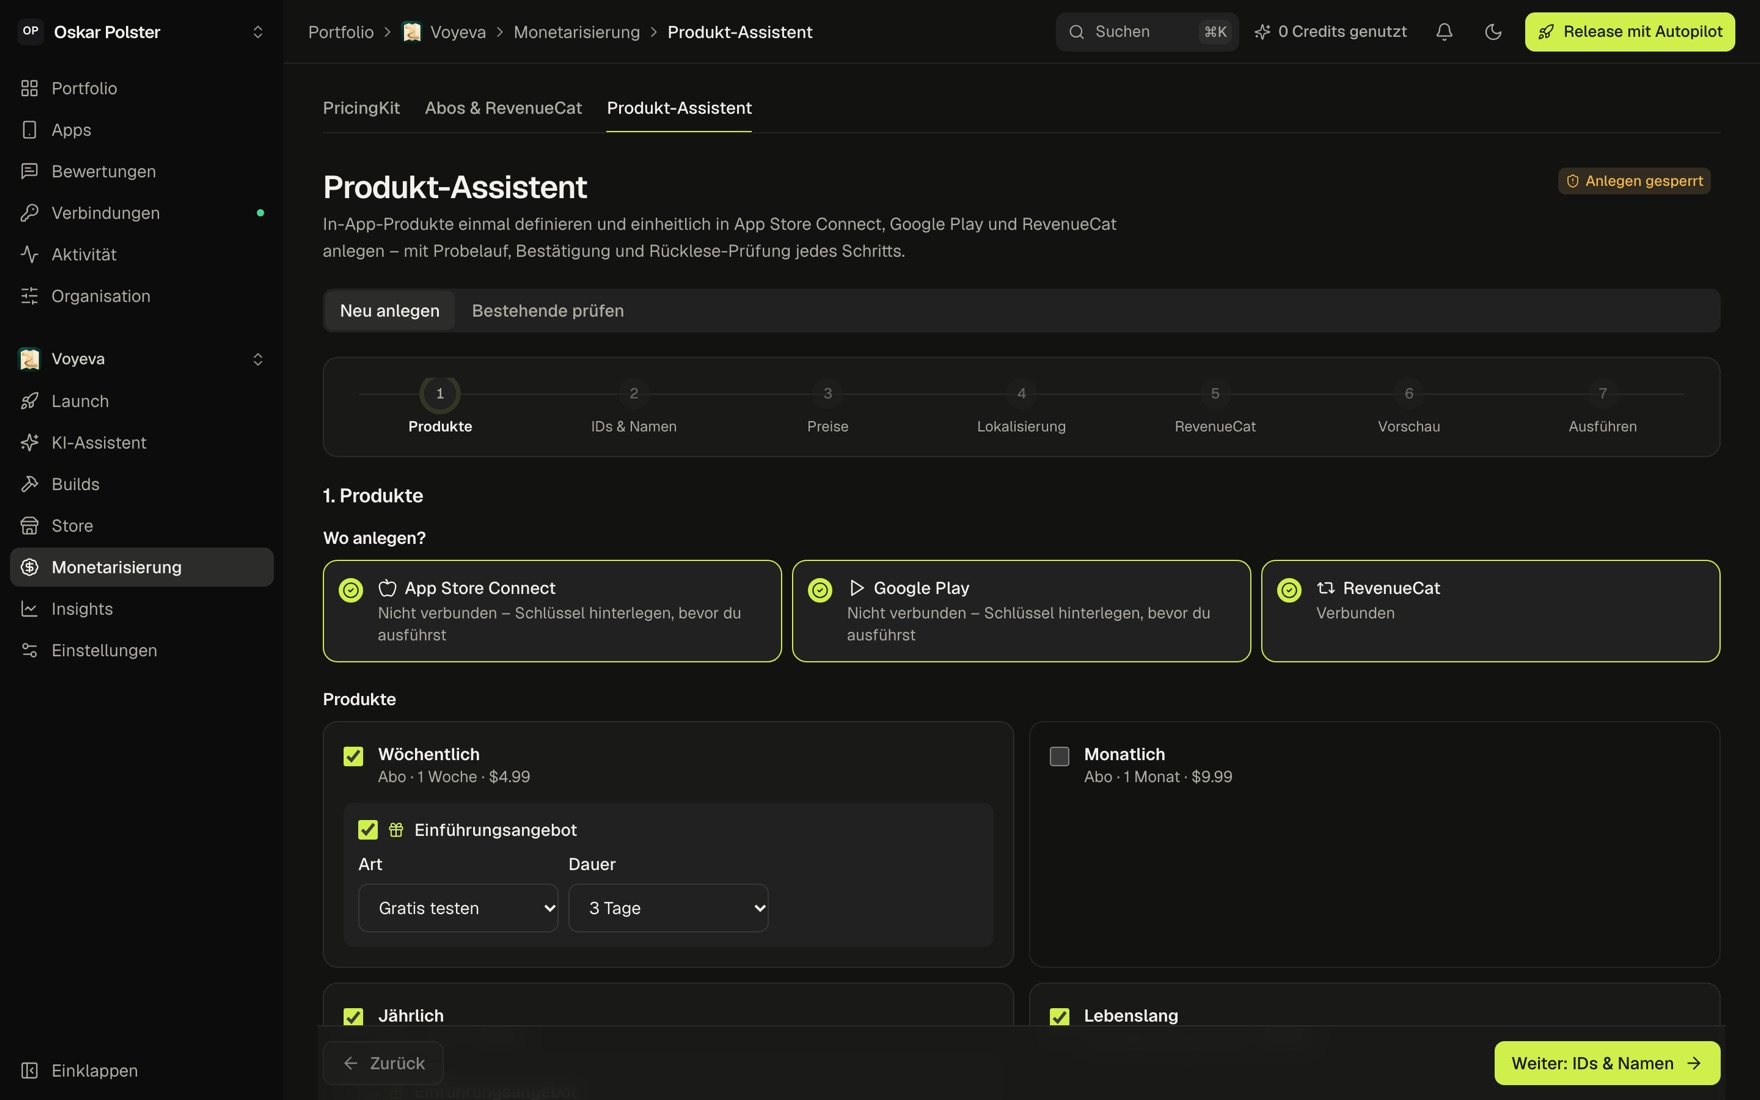 OP
Oskar Polster
Portfolio
Apps
Bewertungen
Verbindungen
Aktivität
Organisation
Voyeva
Launch
KI-Assistent
Builds
Store
Monetarisierung
Insights
Einstellungen
Einklappen
Portfolio > Voyeva > Monetarisierung > Produkt-Assistent
Suchen ⌘K
0 Credits genutzt
Release mit Autopilot
PricingKit Abos & RevenueCat Produkt-Assistent
Produkt-Assistent
Anlegen gesperrt
In-App-Produkte einmal definieren und einheitlich in App Store Connect, Google Play und RevenueCat
anlegen – mit Probelauf, Bestätigung und Rücklese-Prüfung jedes Schritts.
Neu anlegen Bestehende prüfen
1 2 3 4 5 6 7
Produkte IDs & Namen Preise Lokalisierung RevenueCat Vorschau Ausführen
1. Produkte
Wo anlegen?
App Store Connect
Nicht verbunden – Schlüssel hinterlegen, bevor du
ausführst
Google Play
Nicht verbunden – Schlüssel hinterlegen, bevor du
ausführst
RevenueCat
Verbunden
Produkte
Wöchentlich
Abo · 1 Woche · $4.99
Einführungsangebot
Art Dauer
Gratis testen 3 Tage
Monatlich
Abo · 1 Monat · $9.99
Jährlich
Lebenslang
Einführungsangebot
Zurück
Weiter: IDs & Namen